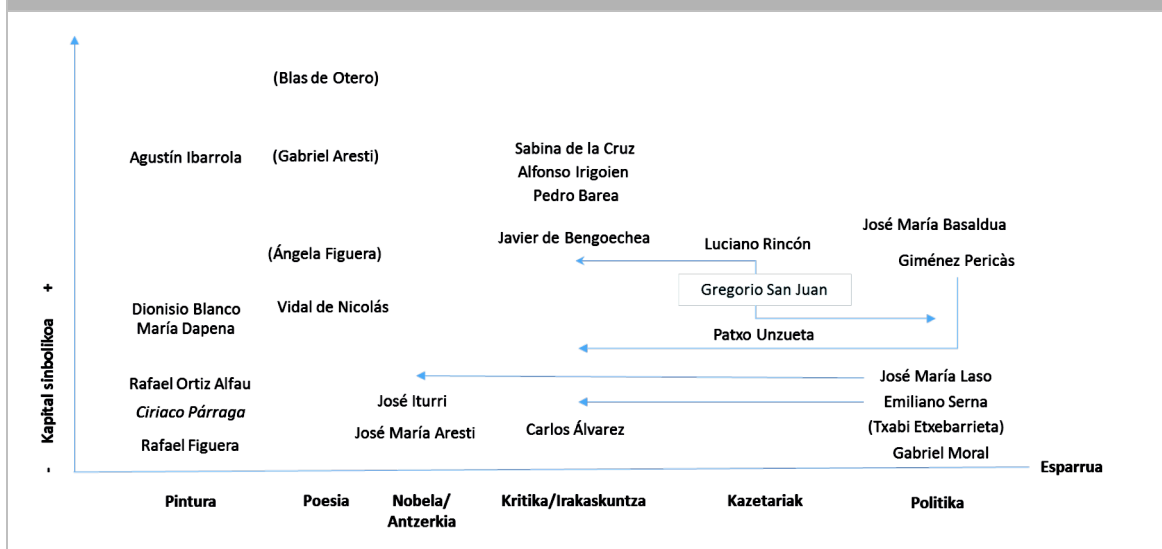 (Blas de Otero)
Agustín Ibarrola
(Gabriel Aresti)
Sabina de la Cruz
Alfonso Irigoien
Pedro Barea
José María Basaldua
Javier de Bengoechea
Luciano Rincón
(Ángela Figuera)
Giménez Pericàs
Gregorio San Juan
Dionisio Blanco
María Dapena
Vidal de Nicolás
Patxo Unzueta
Rafael Ortiz Alfau
José María Laso
José Iturri
Emiliano Serna
Ciriaco Párraga
José María Aresti
Carlos Álvarez
(Txabi Etxebarrieta)
Rafael Figuera
Gabriel Moral
- Kapital sinbolikoa +
Esparrua
Pintura
Poesia
Nobela/
Antzerkia
Kritika/Irakaskuntza
Kazetariak
Politika